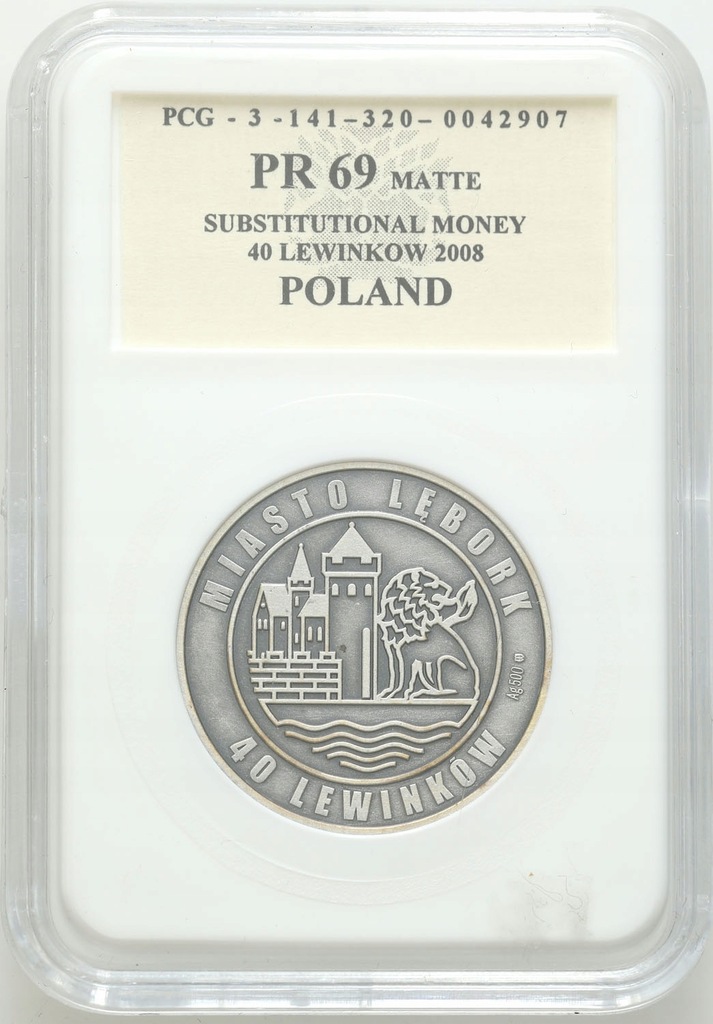 PCG - 3 - 141 - 320 - 0042907
PR 69 MATTE
SUBSTITUTIONAL MONEY
40 LEWINKOW 2008
POLAND
MIASTO LĘBORK
Ag 500
40 LEWINKÓW